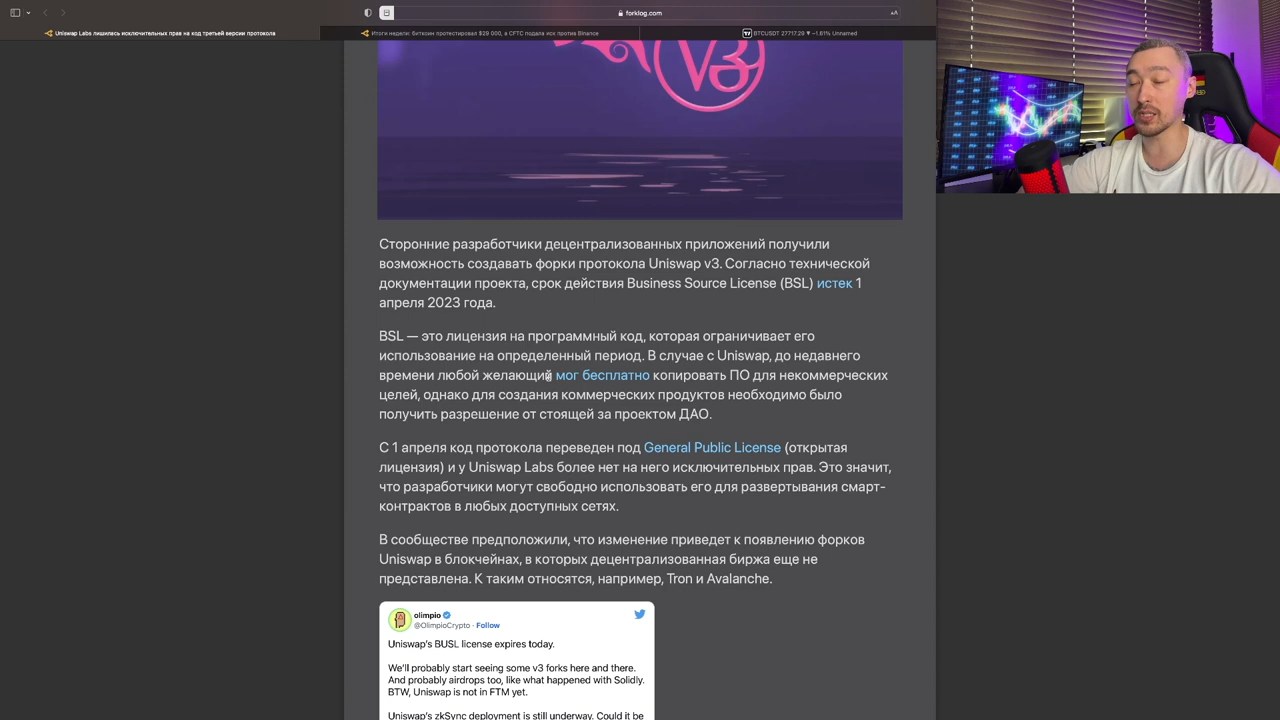 forklog.com
Uniswap Labs лишилась исключительных прав на код третьей версии протокола
Итоги недели: биткоин протестировал $29 000, а CFTC подала иск против Binance
BTCUSDT 27717.29 ▼ −1.61% Unnamed
V3
Сторонние разработчики децентрализованных приложений получили
возможность создавать форки протокола Uniswap v3. Согласно технической
документации проекта, срок действия Business Source License (BSL) истек 1
апреля 2023 года.
BSL — это лицензия на программный код, которая ограничивает его
использование на определенный период. В случае с Uniswap, до недавнего
времени любой желающий мог бесплатно копировать ПО для некоммерческих
целей, однако для создания коммерческих продуктов необходимо было
получить разрешение от стоящей за проектом ДАО.
С 1 апреля код протокола переведен под General Public License (открытая
лицензия) и у Uniswap Labs более нет на него исключительных прав. Это значит,
что разработчики могут свободно использовать его для развертывания смарт-
контрактов в любых доступных сетях.
В сообществе предположили, что изменение приведет к появлению форков
Uniswap в блокчейнах, в которых децентрализованная биржа еще не
представлена. К таким относятся, например, Tron и Avalanche.
olimpio
@OlimpioCrypto · Follow
Uniswap's BUSL license expires today.
We'll probably start seeing some v3 forks here and there.
And probably airdrops too, like what happened with Solidly.
BTW, Uniswap is not in FTM yet.
Uniswap's zkSync deployment is still underway. Could it be